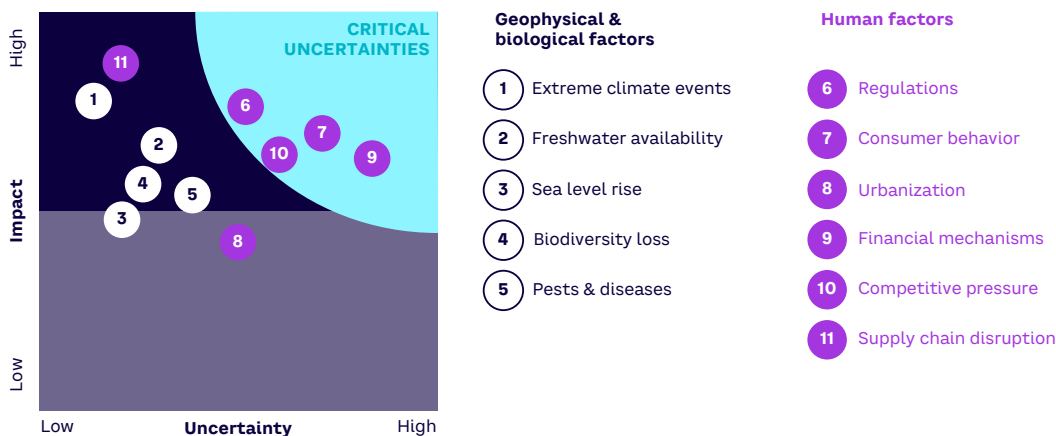 High
Impact
Low
CRITICAL
UNCERTAINTIES
11
1
6
7
2
10
9
4
5
3
8
Low
Uncertainty
High
Geophysical &
biological factors
1 Extreme climate events
2 Freshwater availability
3 Sea level rise
4 Biodiversity loss
5 Pests & diseases
Human factors
6 Regulations
7 Consumer behavior
8 Urbanization
9 Financial mechanisms
10 Competitive pressure
11 Supply chain disruption